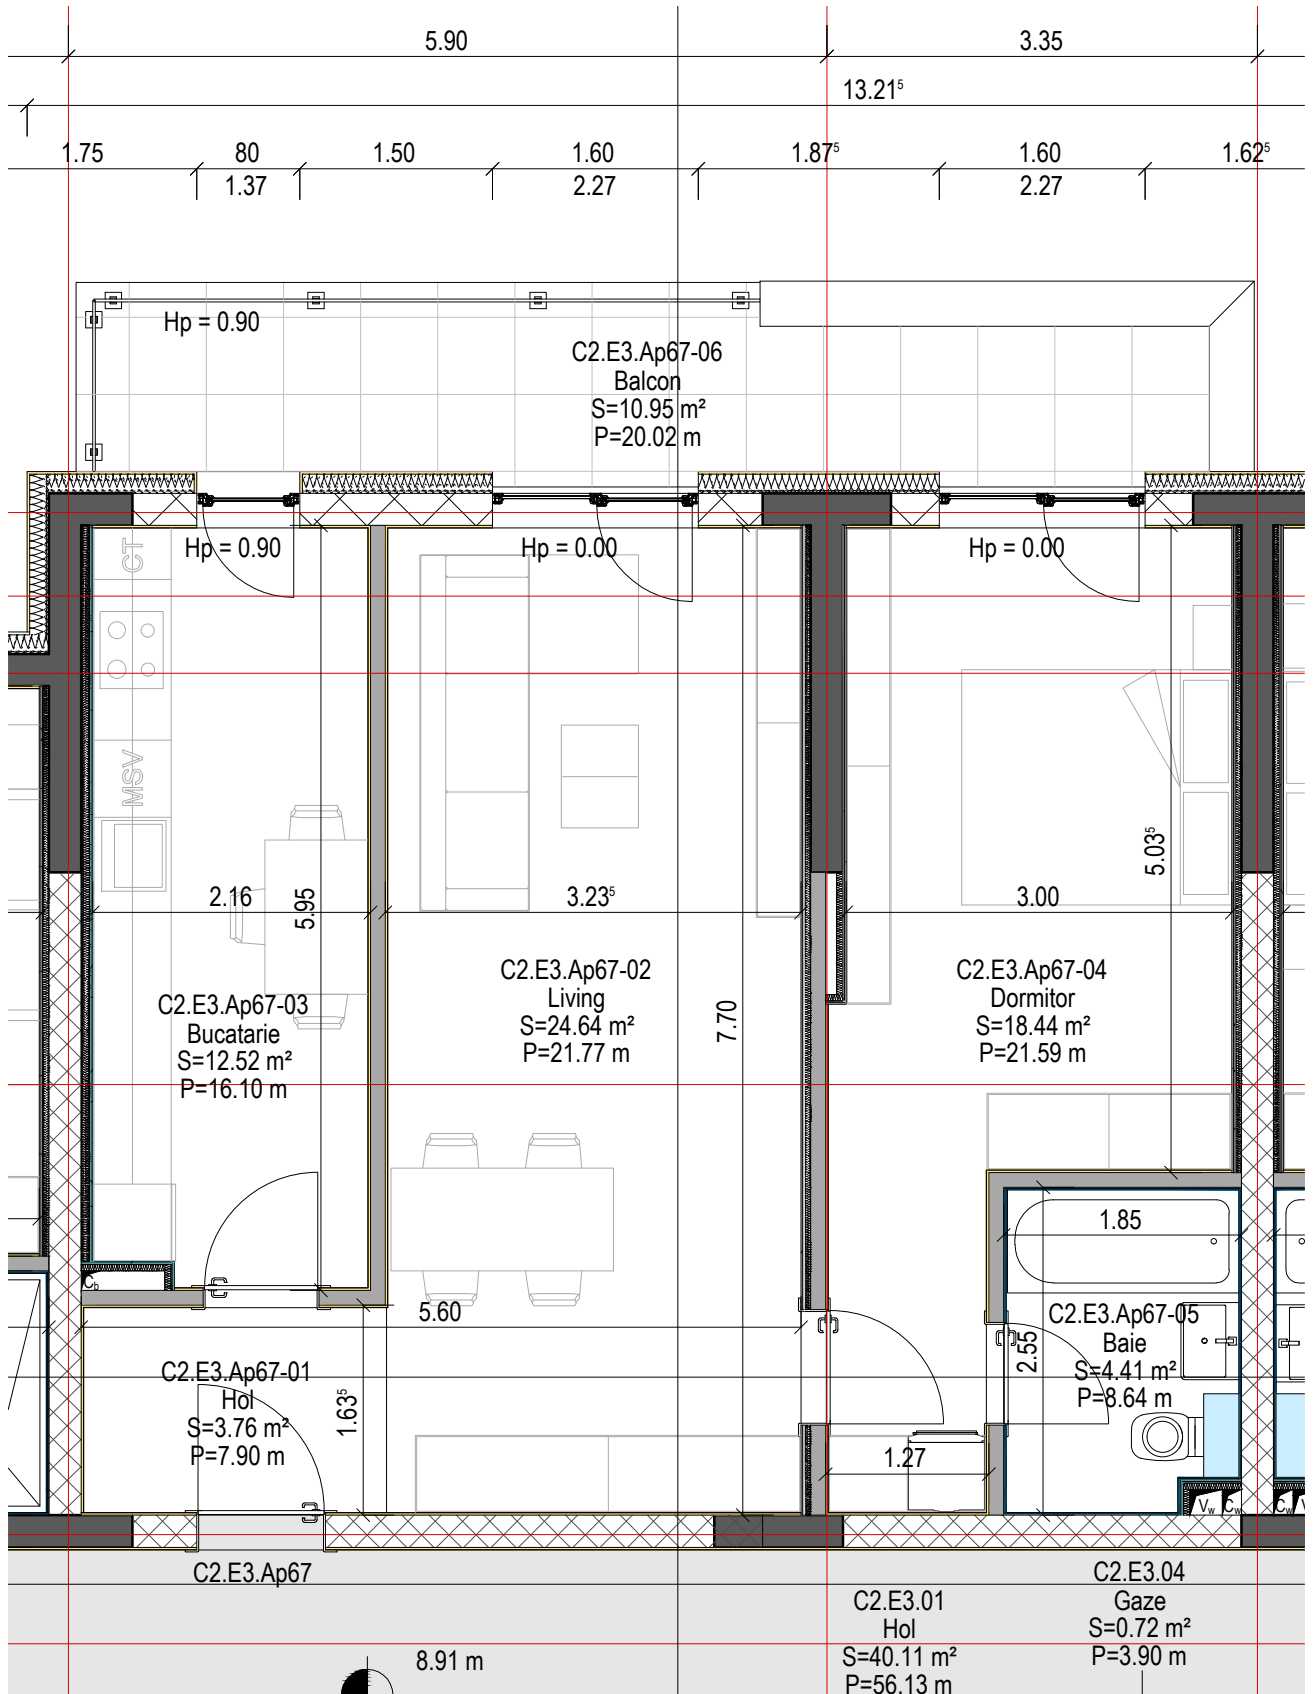 5.90
3.35
13.21⁵
1.75
80
1.50
1.60
1.87⁵
1.60
1.62⁵
1.37
2.27
2.27
Hp = 0.90
C2.E3.Ap67-06
Balcon
S=10.95 m²
P=20.02 m
Hp = 0.90
Hp = 0.00
Hp = 0.00
CT
MSV
5.03⁵
2.16
5.95
3.23⁵
3.00
C2.E3.Ap67-03
Bucatarie
S=12.52 m²
P=16.10 m
C2.E3.Ap67-02
Living
S=24.64 m²
P=21.77 m
7.70
C2.E3.Ap67-04
Dormitor
S=18.44 m²
P=21.59 m
1.85
Cb
5.60
C2.E3.Ap67-05
Baie
S=4.41 m²
P=8.64 m
2.55
C2.E3.Ap67-01
Hol
S=3.76 m²
P=7.90 m
1.63⁵
1.27
Vw
Cw
Cw
V
C2.E3.Ap67
C2.E3.01
Hol
S=40.11 m²
P=56.13 m
C2.E3.04
Gaze
S=0.72 m²
P=3.90 m
8.91 m